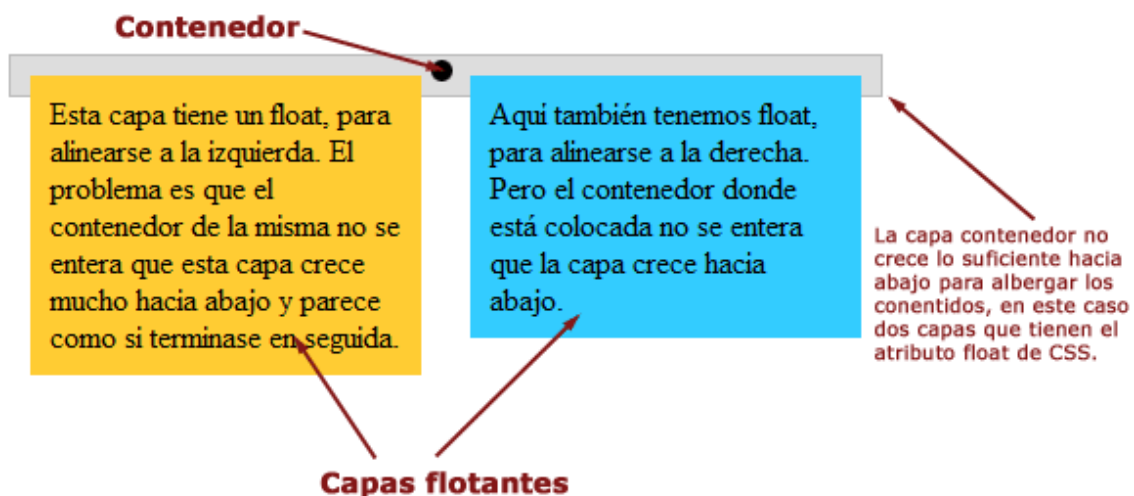 Contenedor
Esta capa tiene un float, para
alinearse a la izquierda. El
problema es que el
contenedor de la misma no se
entera que esta capa crece
mucho hacia abajo y parece
como si terminase en seguida.
Aqui también tenemos float,
para alinearse a la derecha.
Pero el contenedor donde
está colocada no se entera
que la capa crece hacia
abajo.
La capa contenedor no
crece lo suficiente hacia
abajo para albergar los
conentidos, en este caso
dos capas que tienen el
atributo float de CSS.
Capas flotantes